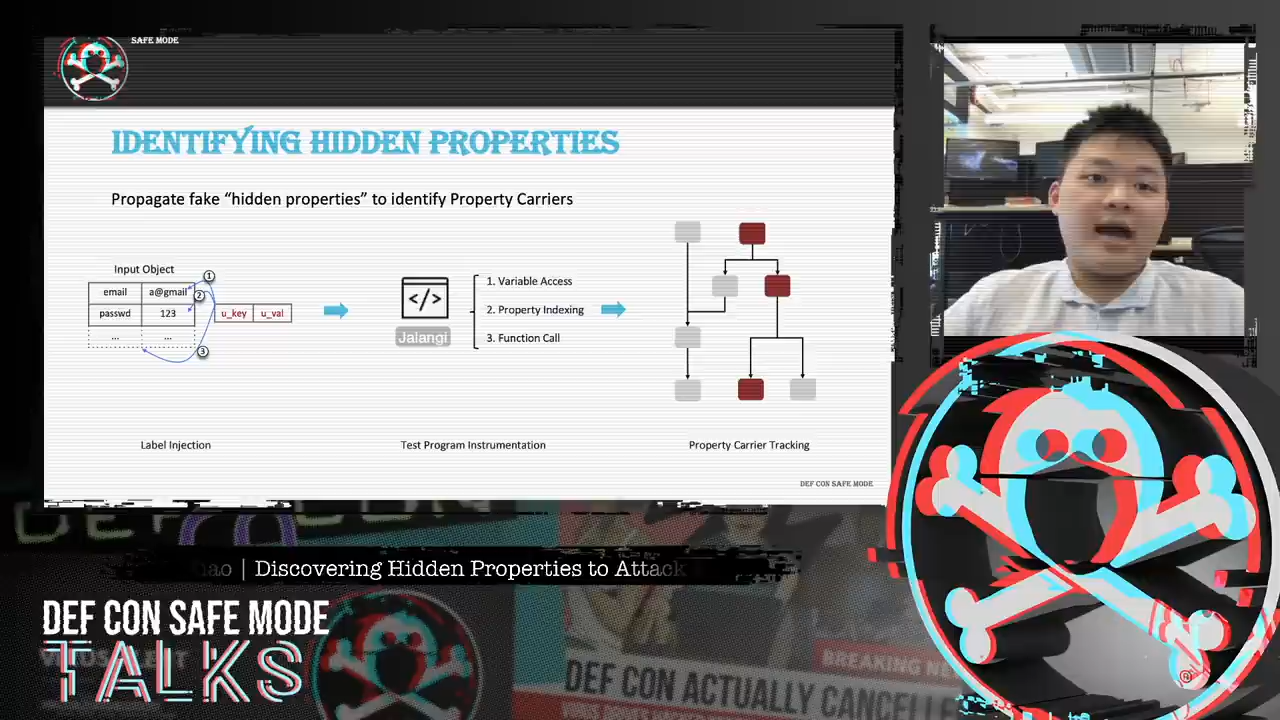 SAFE MODE
IDENTIFYING HIDDEN PROPERTIES
Propagate fake “hidden properties” to identify Property Carriers
Input Object
email a@gmail
passwd 123
... ...
u_key u_val
1
2
3
</>
Jalangi
1. Variable Access
2. Property Indexing
3. Function Call
Label Injection
Test Program Instrumentation
Property Carrier Tracking
DEF CON SAFE MODE
| Discovering Hidden Properties to Attack
DEF CON SAFE MODE
TALKS
DEF CON
BREAKING
DEF CON ACTUALLY
®